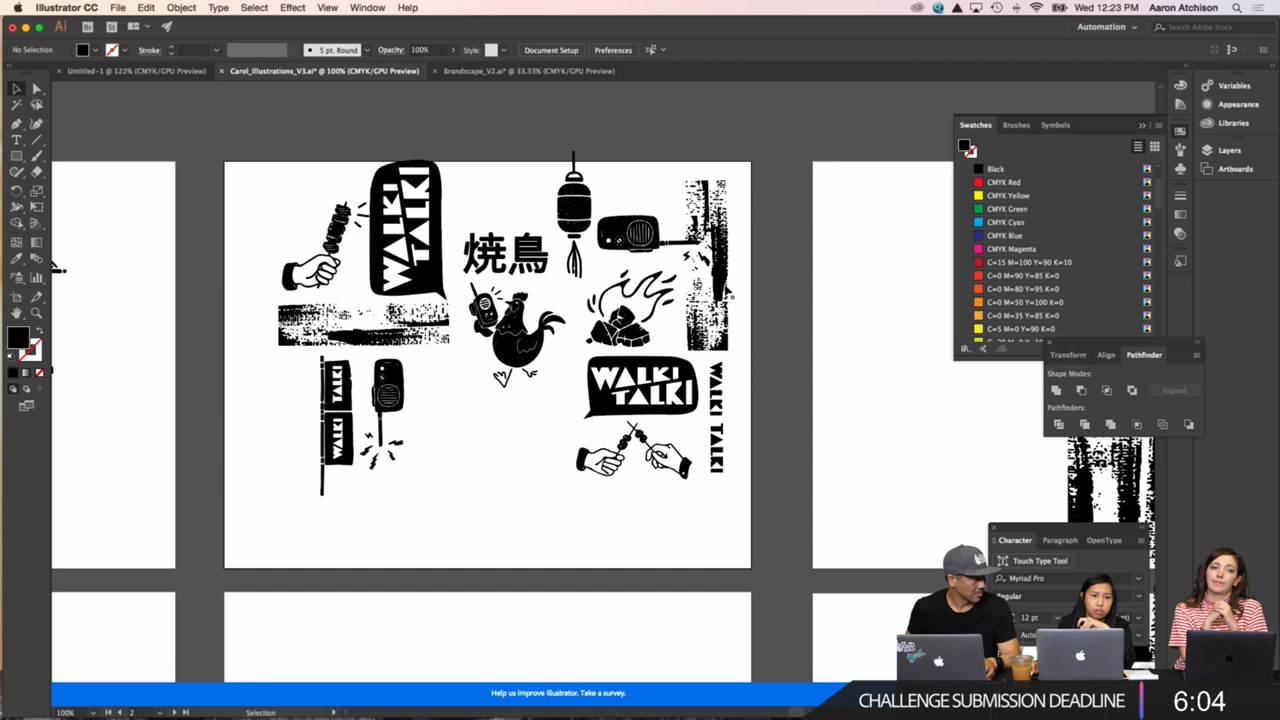 Illustrator CC File Edit Object Type Select Effect View Window Help
Wed 12:23 PM Aaron Atchison
Ai Br St Automation Search Adobe Stock
No Selection Stroke: 5 pt. Round Opacity: 100% Style: Document Setup Preferences
Untitled-1 @ 122% (CMYK/GPU Preview) Carol_Illustrations_V3.ai* @ 100% (CMYK/GPU Preview) Brandscape_V2.ai* @ 33.33% (CMYK/GPU Preview)
Variables
Appearance
Libraries
Layers
Artboards
Swatches Brushes Symbols
Black
CMYK Red
CMYK Yellow
CMYK Green
CMYK Cyan
CMYK Blue
CMYK Magenta
C=15 M=100 Y=90 K=10
C=0 M=90 Y=85 K=0
C=0 M=80 Y=95 K=0
C=0 M=50 Y=100 K=0
C=0 M=35 Y=85 K=0
C=5 M=0 Y=90 K=0
Transform Align Pathfinder
Shape Modes:
Expand
Pathfinders:
WALKI
TALKI
焼鳥
TALKI
WALKI
WALKI
TALKI
WALKI TALKI
Character Paragraph OpenType
Touch Type Tool
Myriad Pro
Regular
12 pt
Auto
Help us improve Illustrator. Take a survey.
CHALLENGE SUBMISSION DEADLINE 6:04
100% 2 Selection